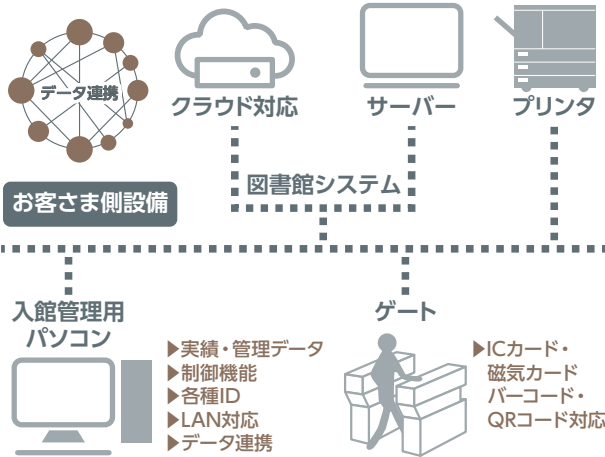 データ連携
クラウド対応
サーバー
プリンタ
図書館システム
お客さま側設備
入館管理用
パソコン
▶実績・管理データ
▶制御機能
▶各種ID
▶LAN対応
▶データ連携
ゲート
▶ICカード・
磁気カード
バーコード・
QRコード対応